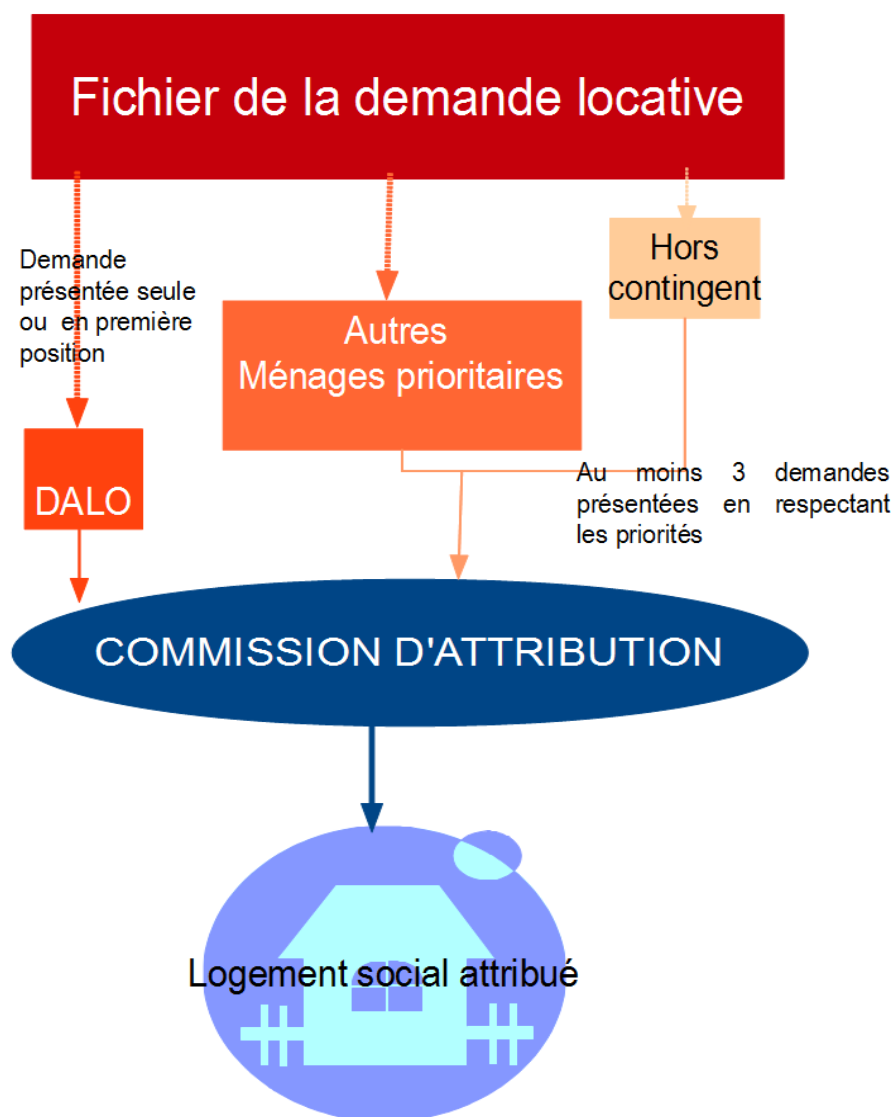 Fichier de la demande locative
Demande
présentée seule
ou en première
position
Hors
contingent
Autres
Ménages prioritaires
DALO
Au moins 3 demandes
présentées en respectant
les priorités
COMMISSION D'ATTRIBUTION
Logement social attribué